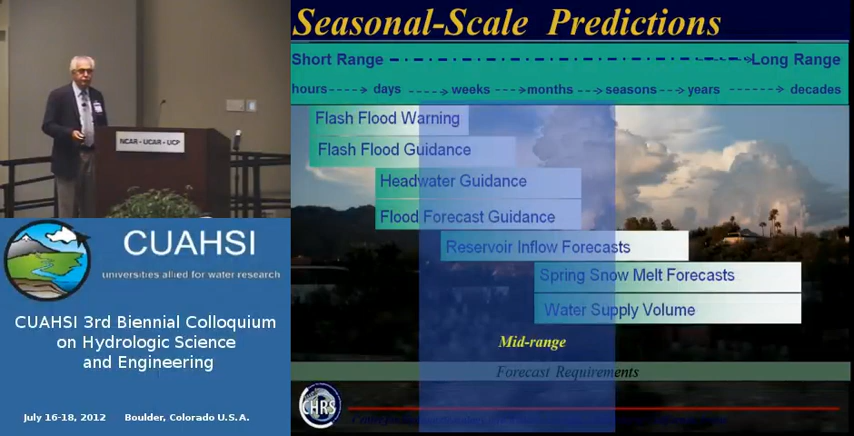 NCAR - UCAR - UCP
CUAHSI
universities allied for water research
CUAHSI 3rd Biennial Colloquium
on Hydrologic Science
and Engineering
July 16-18, 2012 Boulder, Colorado U.S.A.
Seasonal-Scale Predictions
Short Range Long Range
hours days weeks months seasons years decades
Flash Flood Warning
Flash Flood Guidance
Headwater Guidance
Flood Forecast Guidance
Reservoir Inflow Forecasts
Spring Snow Melt Forecasts
Water Supply Volume
Mid-range
Forecast Requirements
CHRS